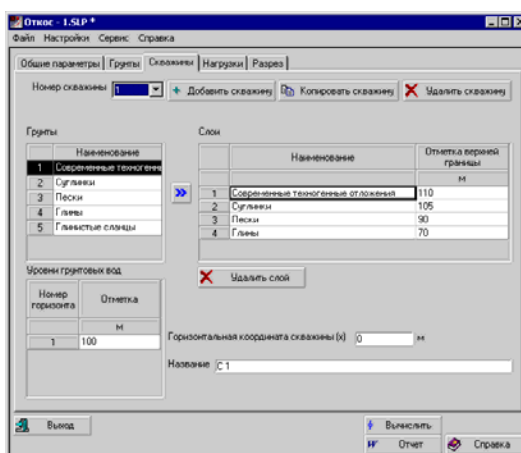 Откос - 1.SLP *
Файл Настройки Сервис Справка
Общие параметры Грунты Скважины Нагрузки Разрез
Номер скважины 1 Добавить скважину Копировать скважину Удалить скважину
Грунты Слои
Наименование
1 Современные техногенн
2 Суглинки
3 Пески
4 Глины
5 Глинистые сланцы
Наименование Отметка верхней границы
м
1 Современные техногенные отложения 110
2 Суглинки 105
3 Пески 90
4 Глины 70
Удалить слой
Уровни грунтовых вод
Номер горизонта Отметка
м
1 100
Горизонтальная координата скважины (x) 0 м
Название С 1
Выход Вычислить
W Отчет Справка